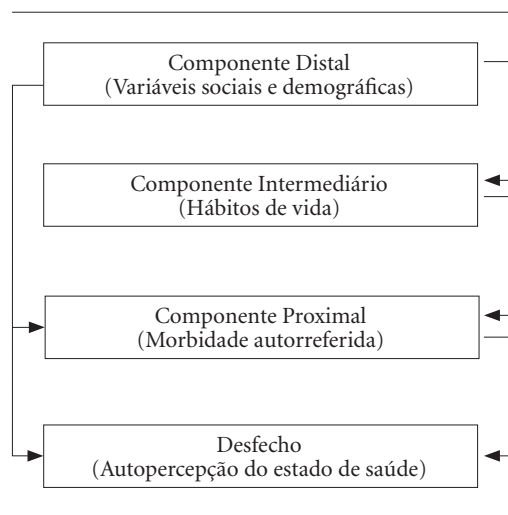 Componente Distal
(Variáveis sociais e demográficas)
Componente Intermediário
(Hábitos de vida)
Componente Proximal
(Morbidade autorreferida)
Desfecho
(Autopercepção do estado de saúde)